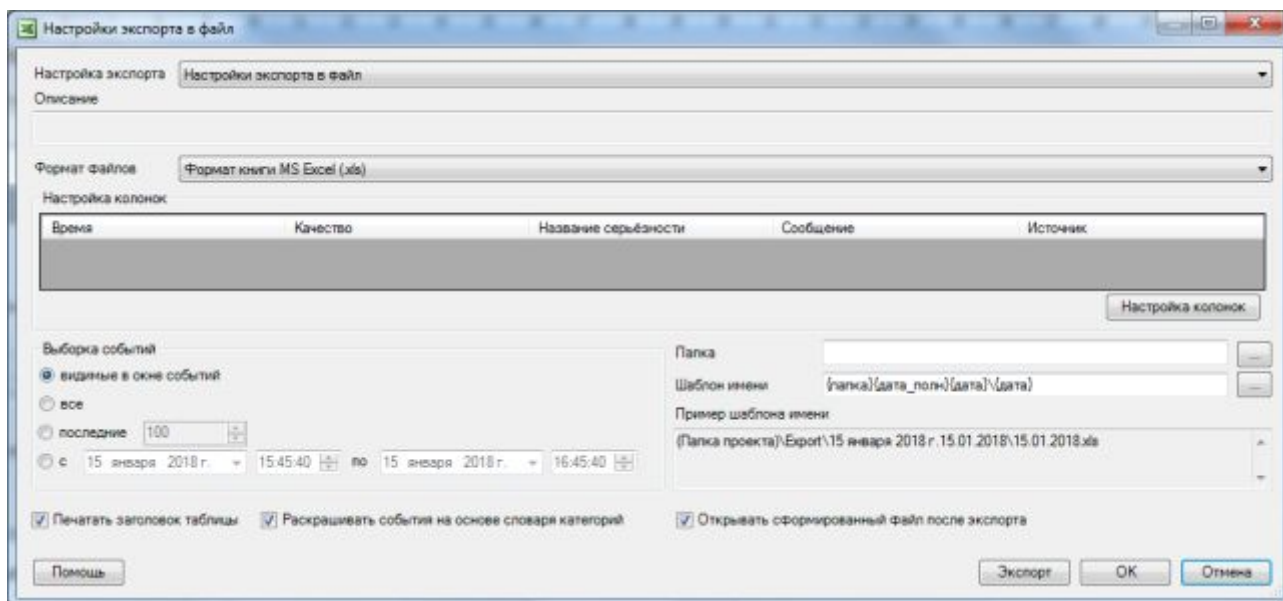 Настройки экспорта в файл
Настройка экспорта Настройки экспорта в файл
Описание
Формат файлов Формат книги MS Excel (.xls)
Настройка колонок
Время Качество Название серьёзности Сообщение Источник
Настройка колонок
Выборка событий
видимые в окне событий
все
последние 100
с 15 января 2018 г. 15:45:40 по 15 января 2018 г. 16:45:40
Папка ...
Шаблон имени {папка}{дата_полн}{дата}\{дата} ...
Пример шаблона имени
{Папка проекта}\Export\15 января 2018 г.15.01.2018\15.01.2018.xls
Печатать заголовок таблицы Раскрашивать события на основе словаря категорий Открывать сформированный файл после экспорта
Помощь Экспорт OK Отмена